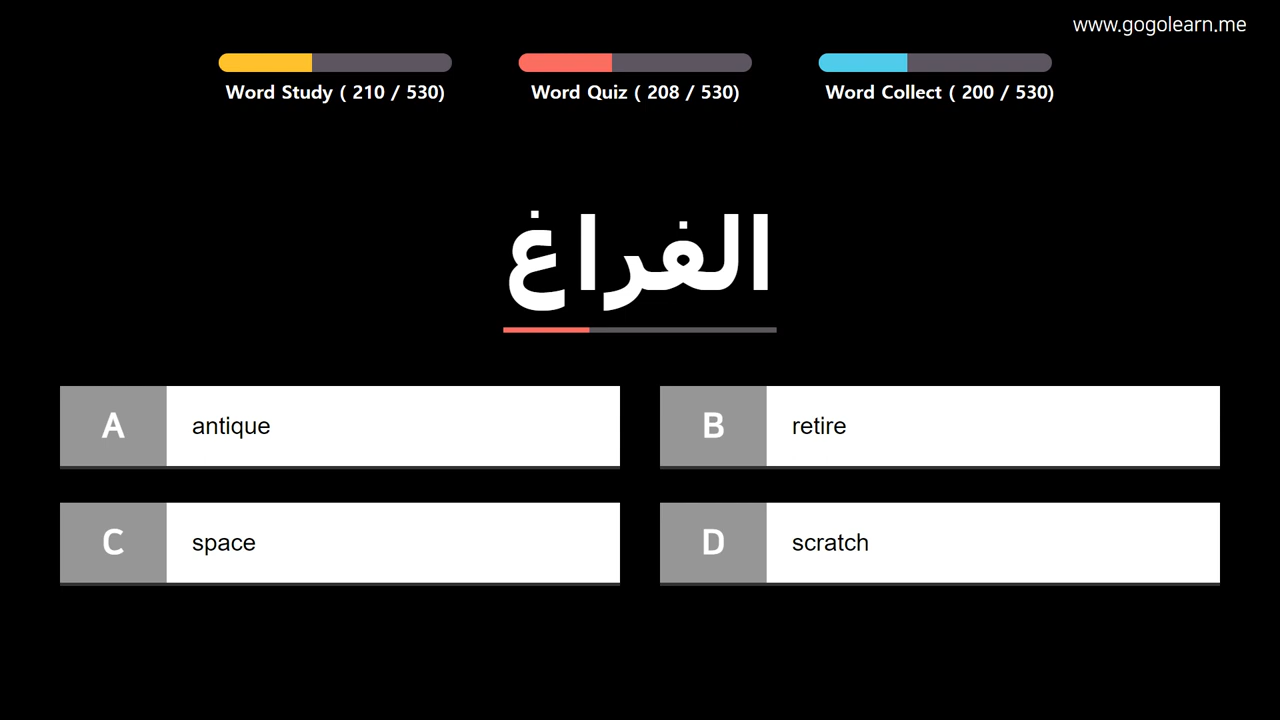 www.gogolearn.me
Word Study ( 210 / 530)
Word Quiz ( 208 / 530)
Word Collect ( 200 / 530)
الفراغ
A antique
B retire
C space
D scratch